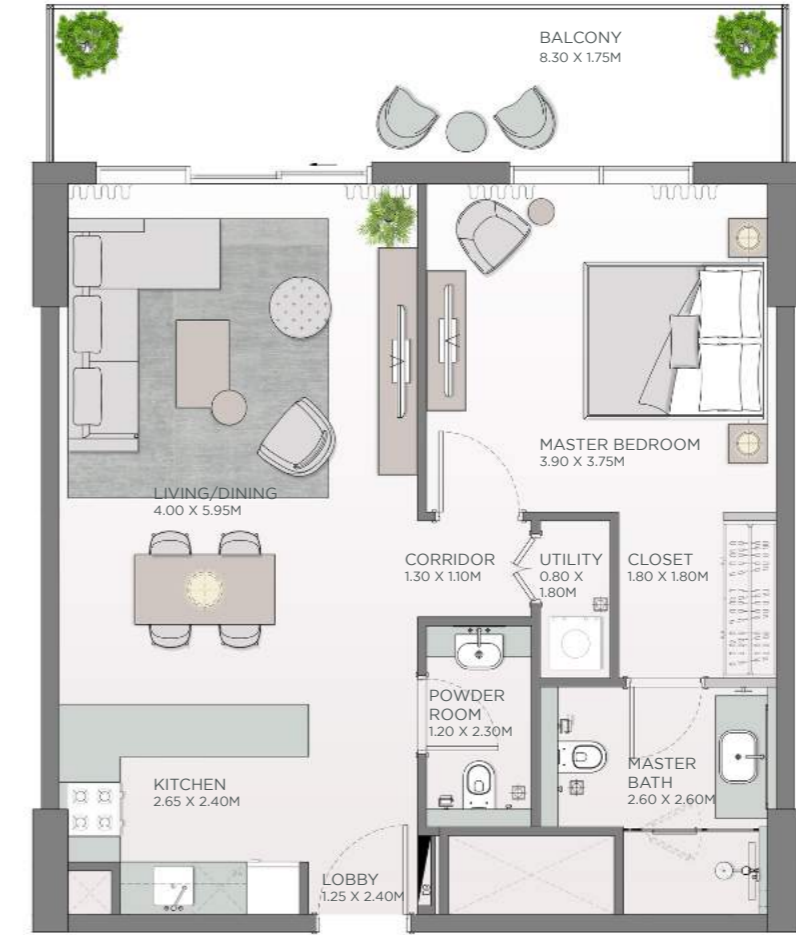 BALCONY
8.30 X 1.75M
MASTER BEDROOM
3.90 X 3.75M
LIVING/DINING
4.00 X 5.95M
CORRIDOR
1.30 X 1.10M
UTILITY
0.80 X
1.80M
CLOSET
1.80 X 1.80M
POWDER
ROOM
1.20 X 2.30M
MASTER
BATH
2.60 X 2.60M
KITCHEN
2.65 X 2.40M
LOBBY
1.25 X 2.40M